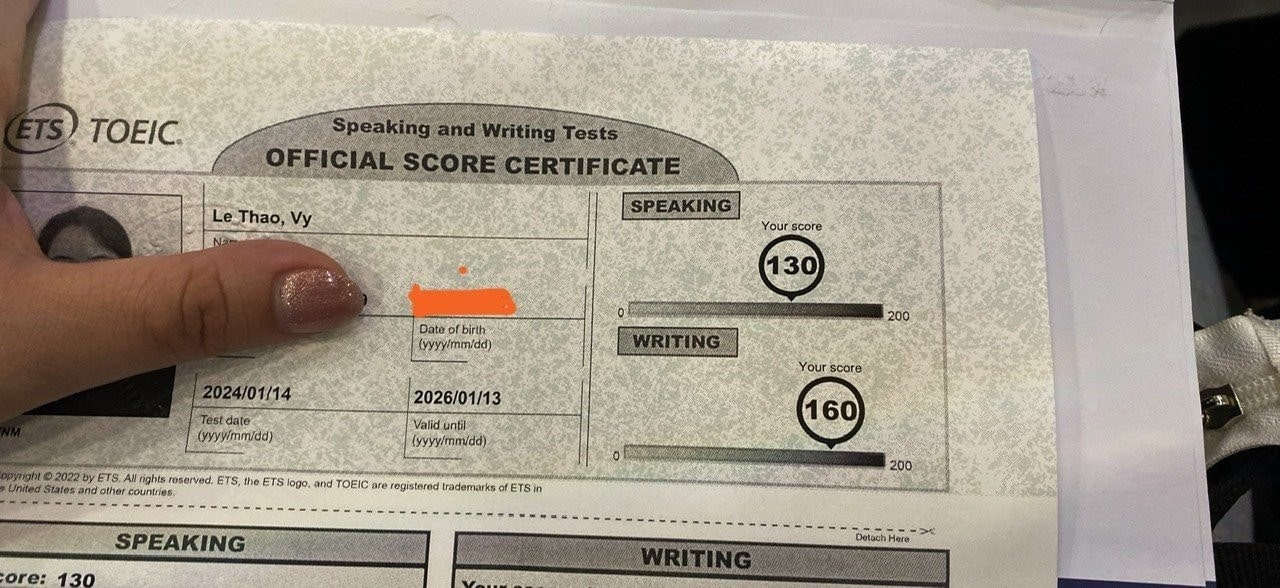 ETS TOEIC.
Speaking and Writing Tests
OFFICIAL SCORE CERTIFICATE
Le Thao, Vy
SPEAKING
Your score
130
0
200
Date of birth
(yyyy/mm/dd)
WRITING
Your score
160
0
200
2024/01/14
2026/01/13
Test date
(yyyy/mm/dd)
Valid until
(yyyy/mm/dd)
opyright © 2022 by ETS. All rights reserved. ETS, the ETS logo, and TOEIC are registered trademarks of ETS in
United States and other countries.
Detach Here
SPEAKING
WRITING
core: 130